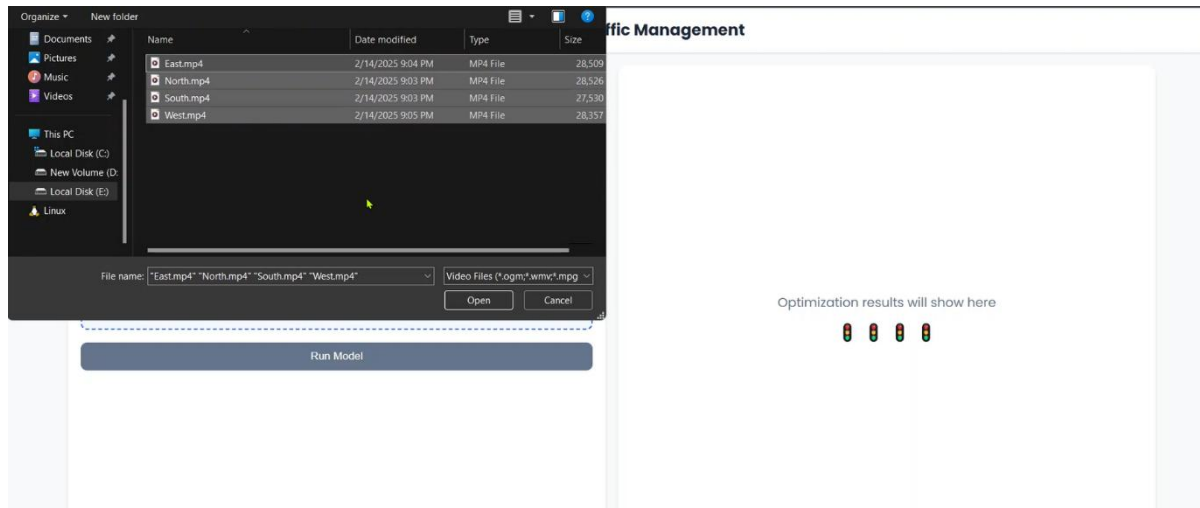 Organize New folder
ffic Management
Documents
Pictures
Music
Videos
This PC
Local Disk (C:)
New Volume (D:
Local Disk (E:)
Linux
Name Date modified Type Size
East.mp4 2/14/2025 9:04 PM MP4 File 28,509
North.mp4 2/14/2025 9:03 PM MP4 File 28,526
South.mp4 2/14/2025 9:03 PM MP4 File 27,530
West.mp4 2/14/2025 9:05 PM MP4 File 28,357
File name: "East.mp4" "North.mp4" "South.mp4" "West.mp4" Video Files (*.ogm;*.wmv;*.mpg
Open Cancel
Run Model
Optimization results will show here